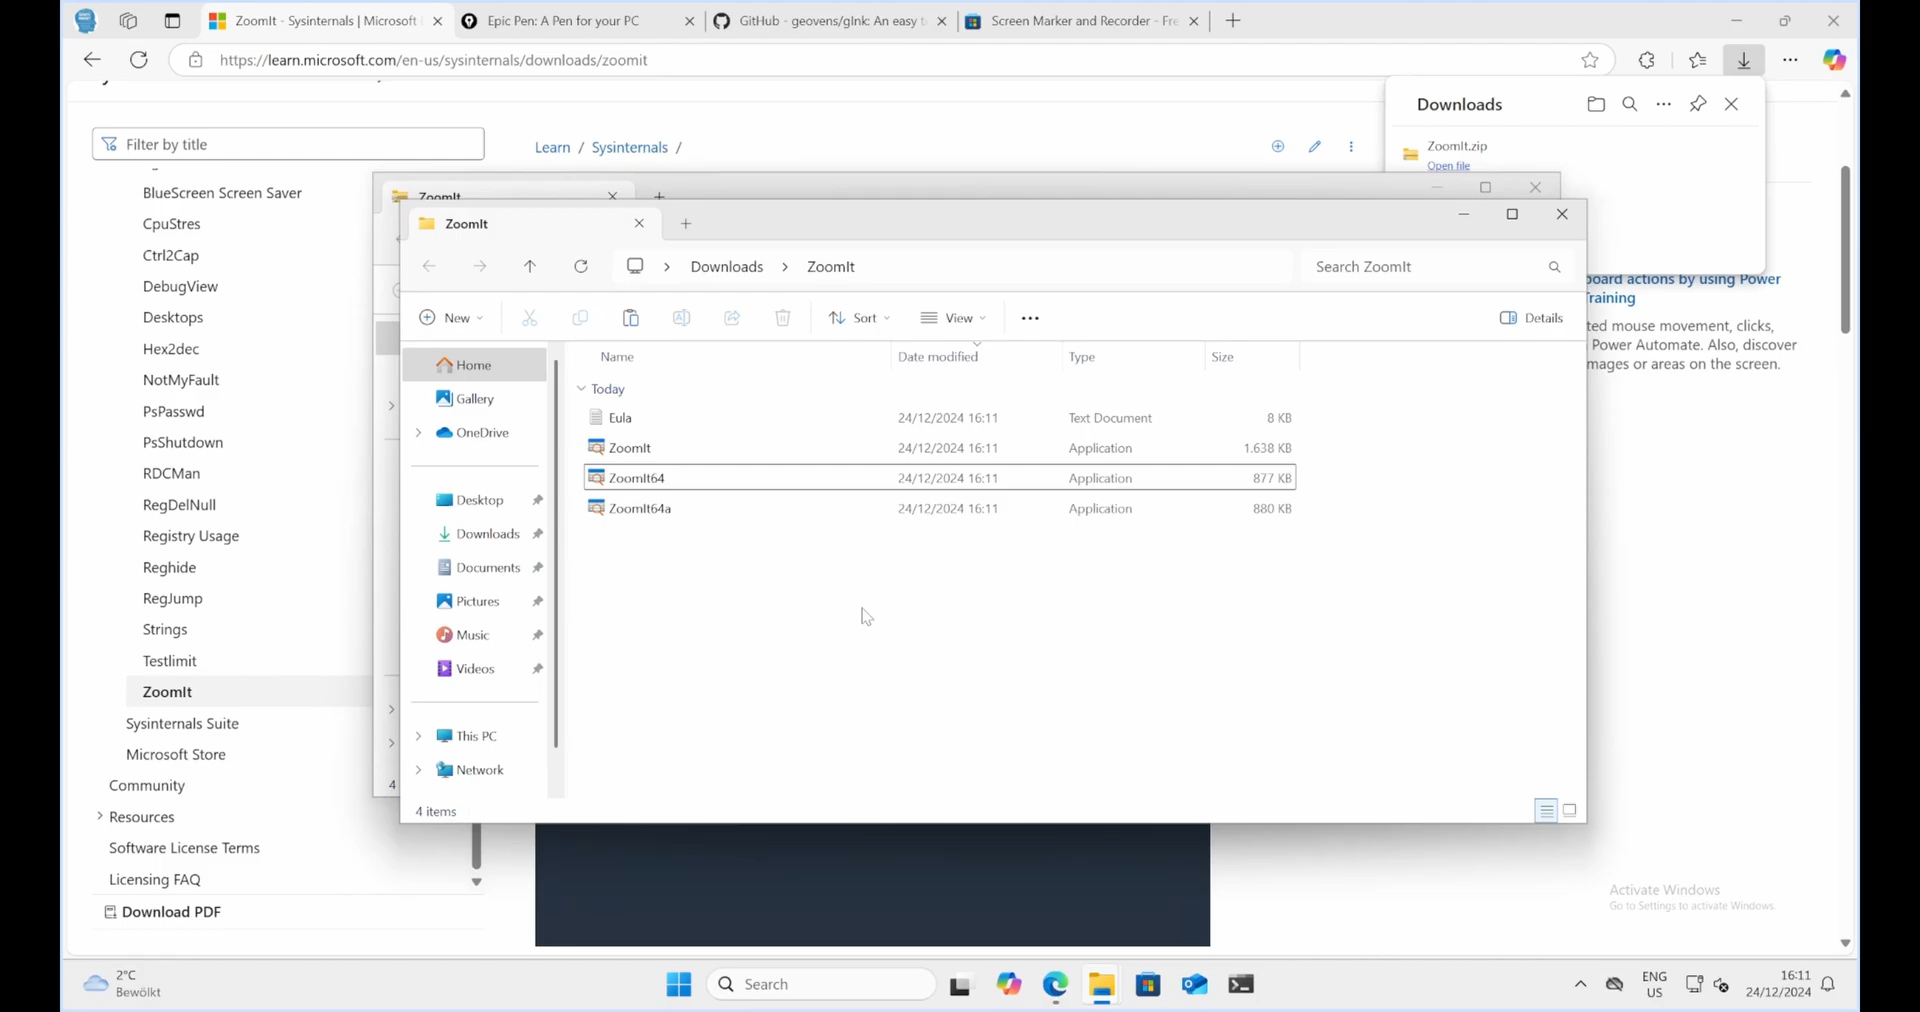 ZoomIt - Sysinternals | Microsoft
Epic Pen: A Pen for your PC
GitHub - geovens/gInk: An easy t
Screen Marker and Recorder - Fre
https://learn.microsoft.com/en-us/sysinternals/downloads/zoomit
Downloads
ZoomIt.zip
Open file
Filter by title
Learn / Sysinternals /
BlueScreen Screen Saver
CpuStres
Ctrl2Cap
DebugView
Desktops
Hex2dec
NotMyFault
PsPasswd
PsShutdown
RDCMan
RegDelNull
Registry Usage
Reghide
RegJump
Strings
Testlimit
ZoomIt
Sysinternals Suite
Microsoft Store
Community
Resources
Software License Terms
Licensing FAQ
Download PDF
ZoomIt
4
ZoomIt
Downloads > ZoomIt
Search ZoomIt
New
Sort
View
Details
Name Date modified Type Size
Today
Eula 24/12/2024 16:11 Text Document 8 KB
ZoomIt 24/12/2024 16:11 Application 1.638 KB
ZoomIt64 24/12/2024 16:11 Application 877 KB
ZoomIt64a 24/12/2024 16:11 Application 880 KB
Home
Gallery
OneDrive
Desktop
Downloads
Documents
Pictures
Music
Videos
This PC
Network
4 items
board actions by using Power
Training
ted mouse movement, clicks,
Power Automate. Also, discover
mages or areas on the screen.
Activate Windows
Go to Settings to activate Windows.
2°C
Bewölkt
Search
ENG
US
16:11
24/12/2024